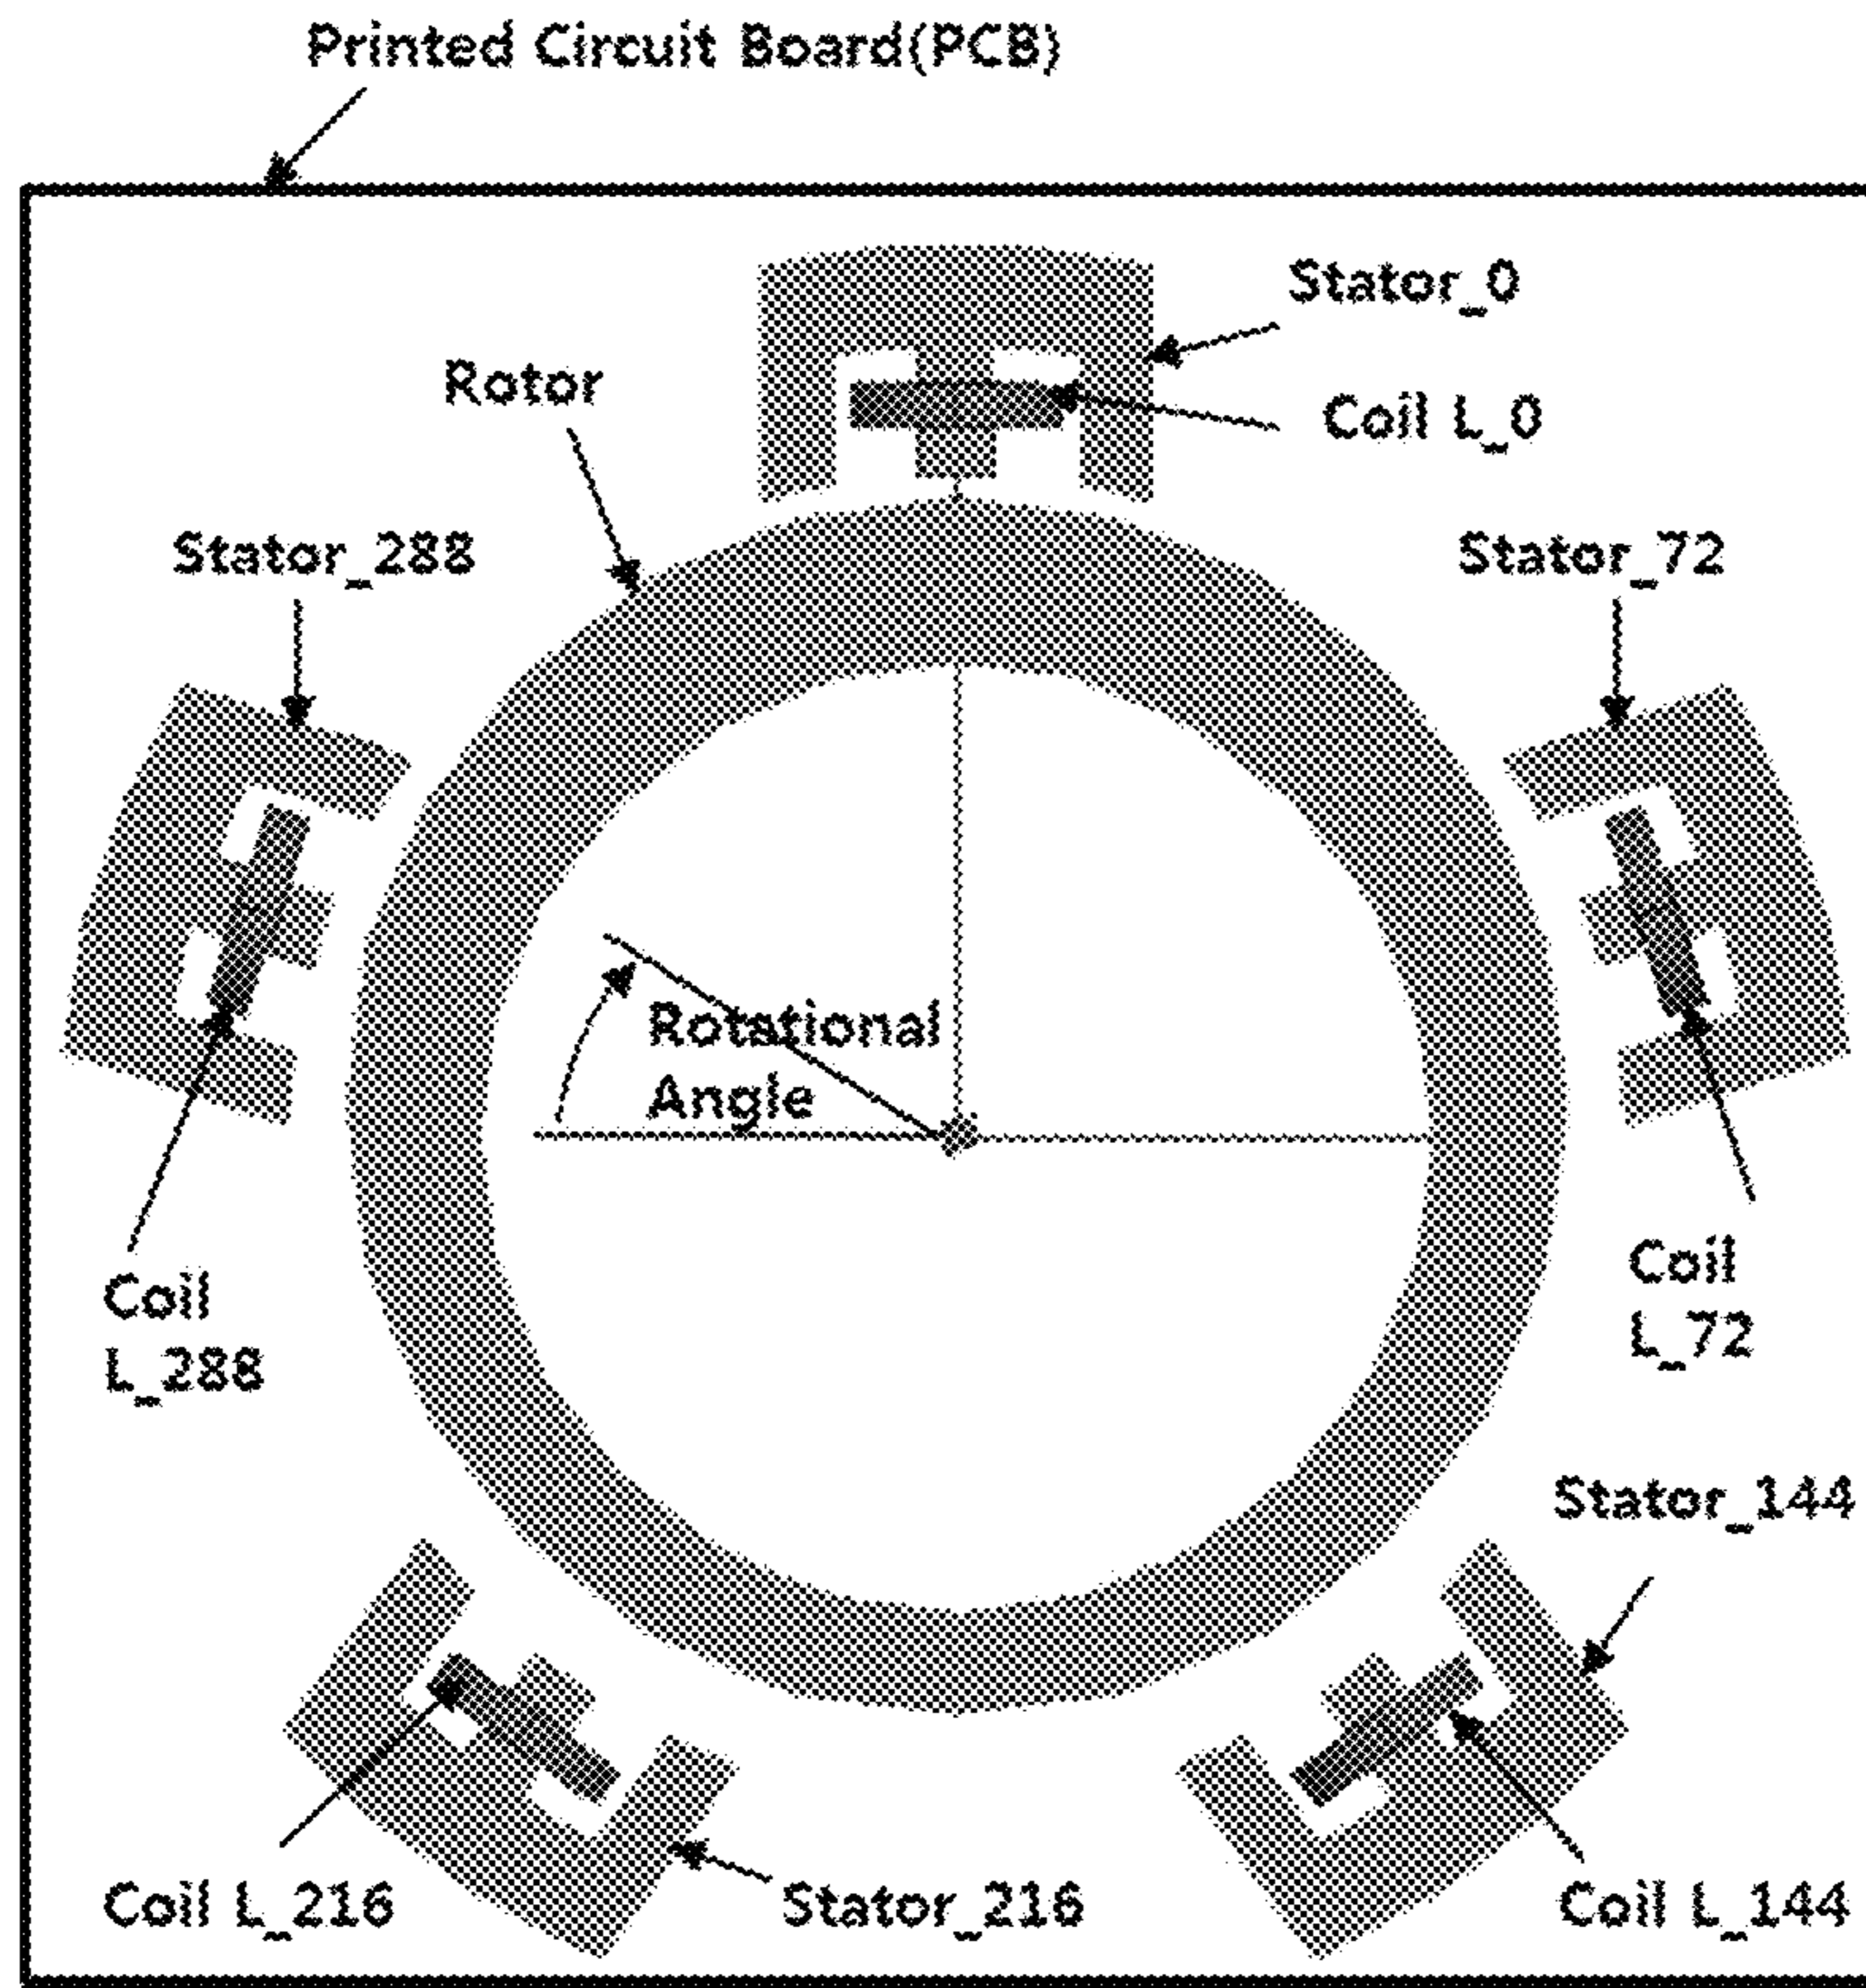 Printed Circuit Board(PCB)
Stator_0
Rotor
Coil L_0
Stator_288
Stator_72
Rotational
Angle
Coil
L_288
Coil
L_72
Stator_144
Coil L_216
Stator_216
Coil L_144